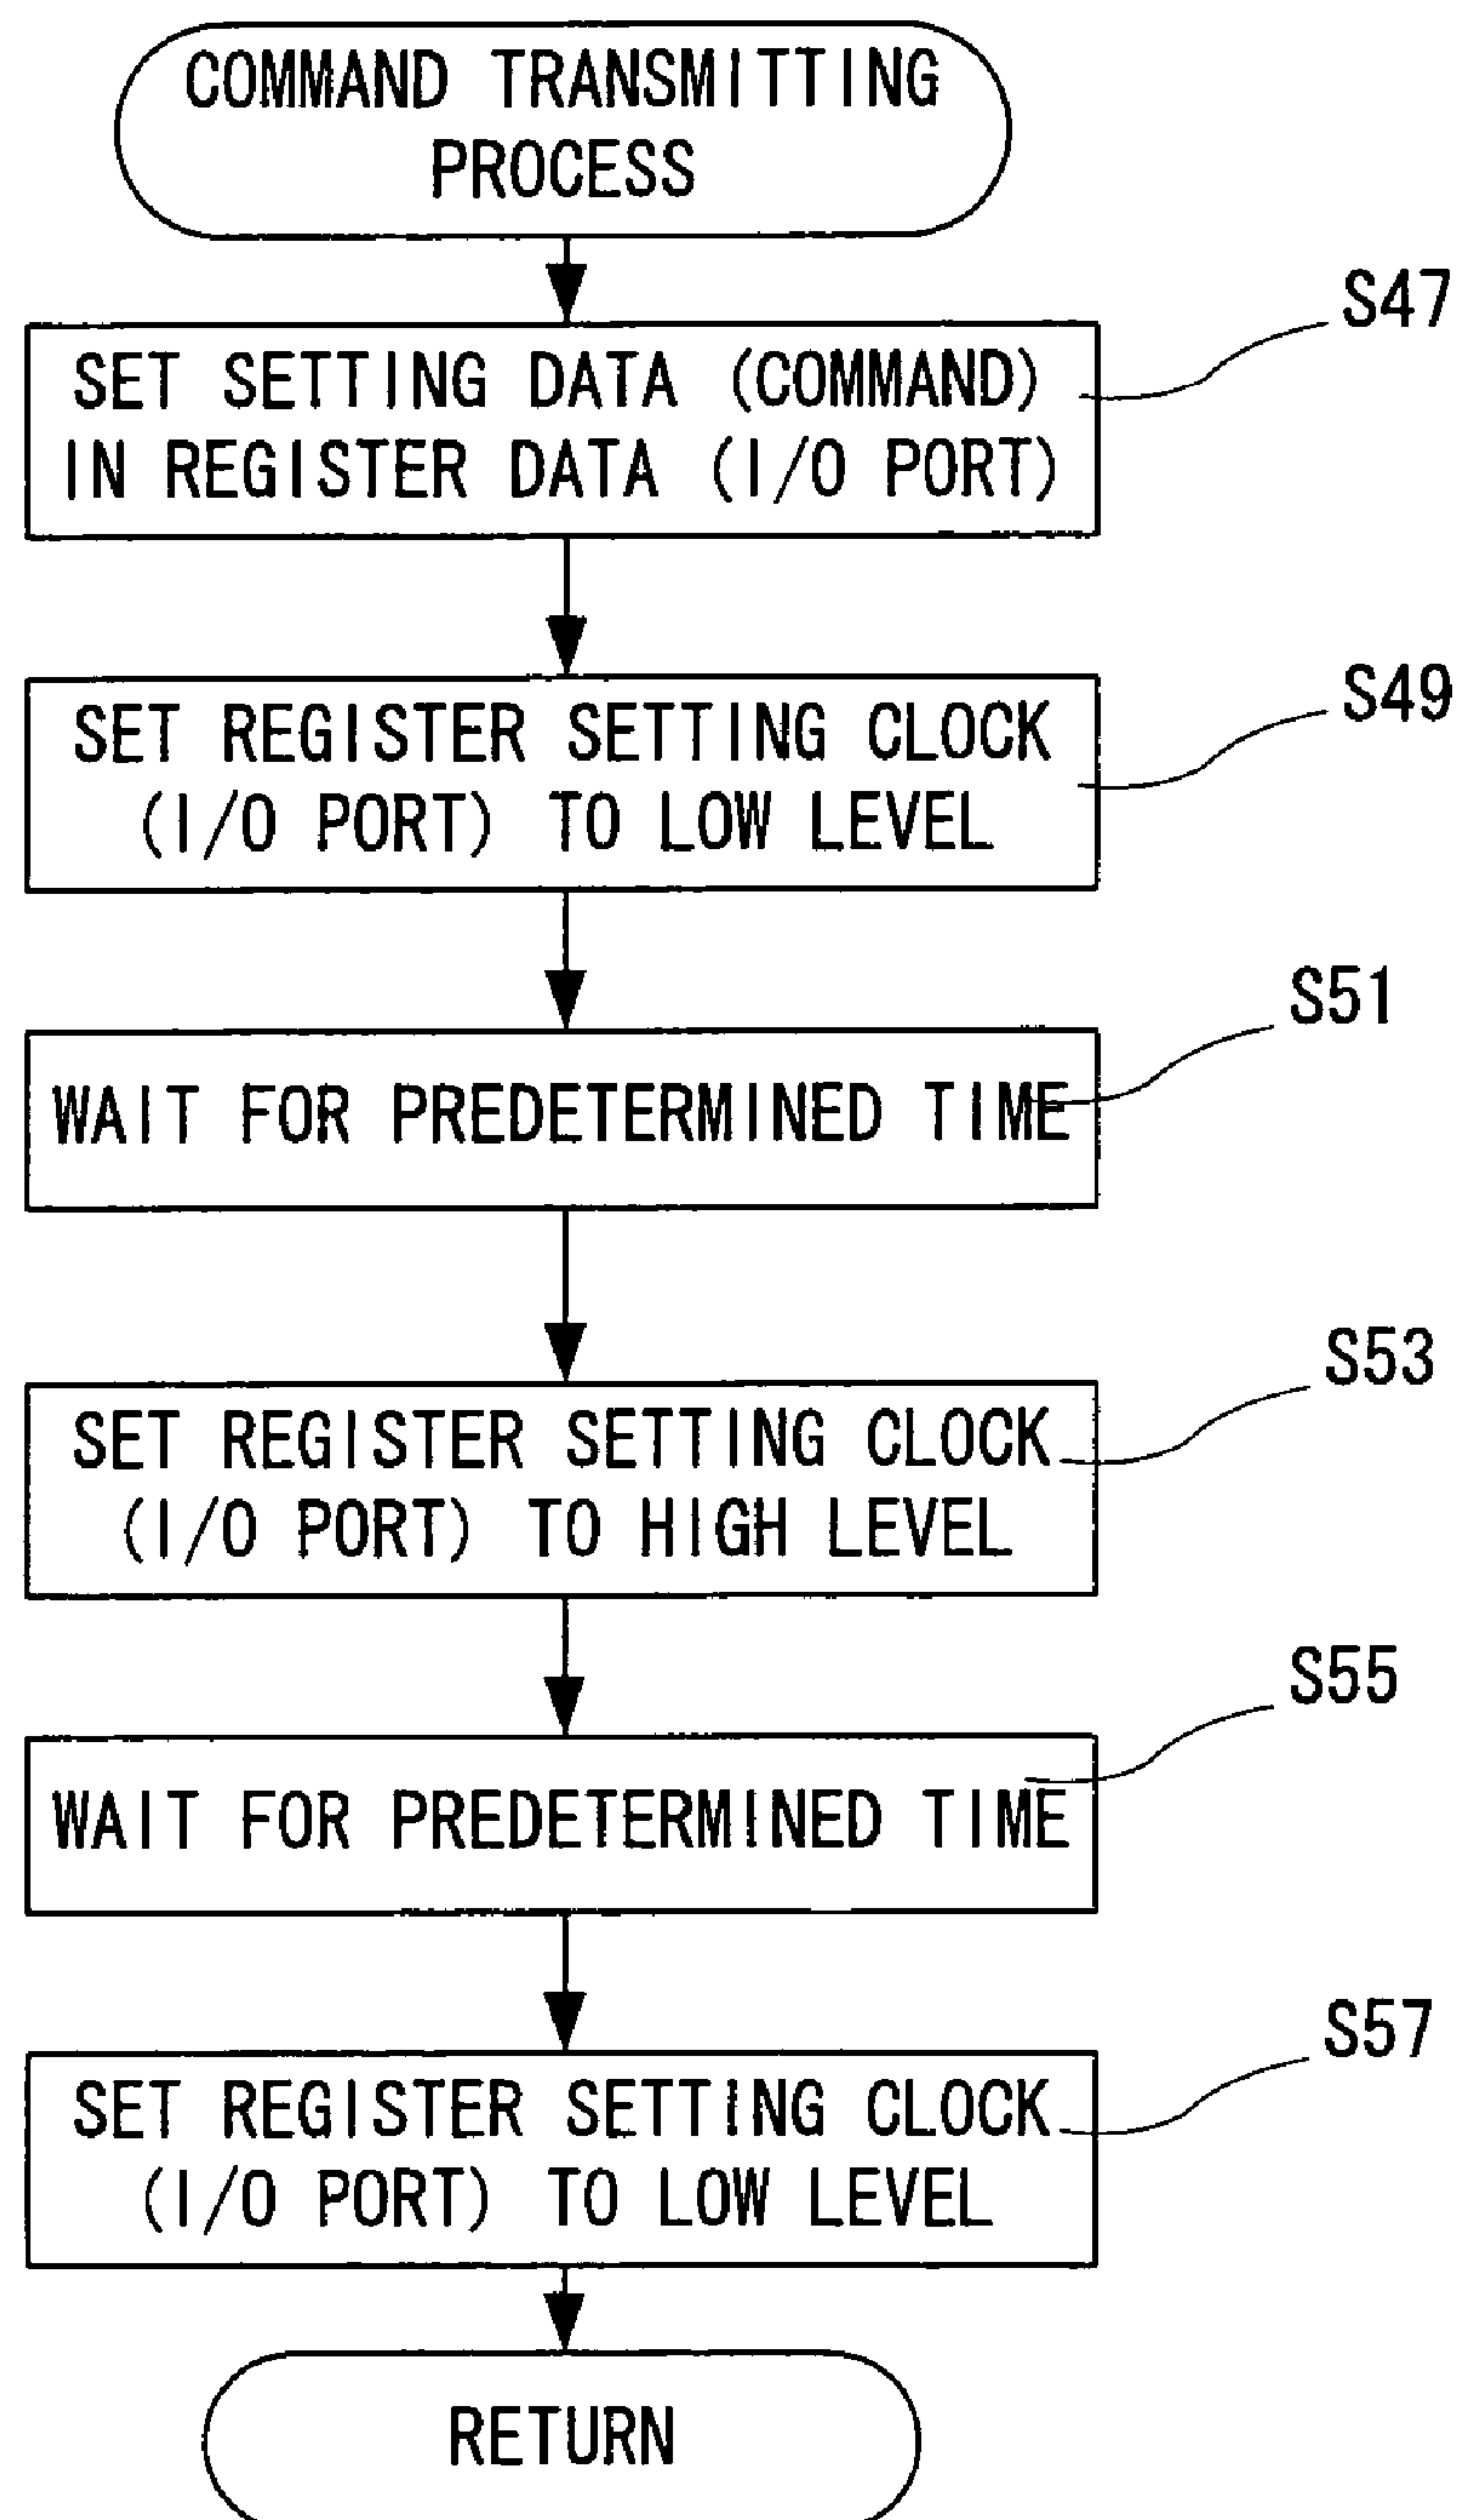 COMMAND TRANSMITTING
PROCESS
S47
SET SETTING DATA (COMMAND)
IN REGISTER DATA (I/O PORT)
S49
SET REGISTER SETTING CLOCK
(I/O PORT) TO LOW LEVEL
S51
WAIT FOR PREDETERMINED TIME
S53
SET REGISTER SETTING CLOCK
(I/O PORT) TO HIGH LEVEL
S55
WAIT FOR PREDETERMINED TIME
S57
SET REGISTER SETTING CLOCK
(I/O PORT) TO LOW LEVEL
RETURN